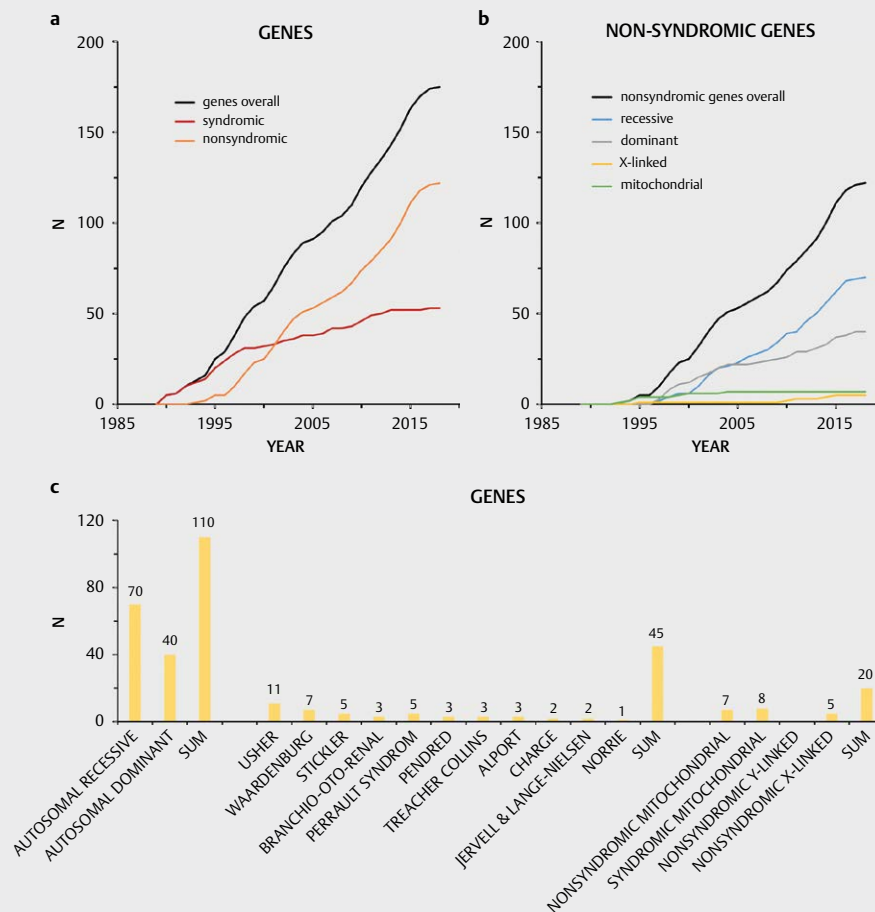 a
GENES
200
150
100
50
0
N
genes overall
syndromic
nonsyndromic
1985
1995
2005
2015
YEAR
b
NON-SYNDROMIC GENES
200
150
100
50
0
N
nonsyndromic genes overall
recessive
dominant
X-linked
mitochondrial
1985
1995
2005
2015
YEAR
c
GENES
120
80
40
0
N
70
40
110
11
7
5
3
5
3
3
3
2
2
1
45
7
8
5
20
AUTOSOMAL RECESSIVE
AUTOSOMAL DOMINANT
SUM
USHER
WAARDENBURG
STICKLER
BRANCHIO-OTO-RENAL
PERRAULT SYNDROM
PENDRED
TREACHER COLLINS
ALPORT
CHARGE
JERVELL & LANGE-NIELSEN
NORRIE
SUM
NONSYNDROMIC MITOCHONDRIAL
SYNDROMIC MITOCHONDRIAL
NONSYNDROMIC Y-LINKED
NONSYNDROMIC X-LINKED
SUM